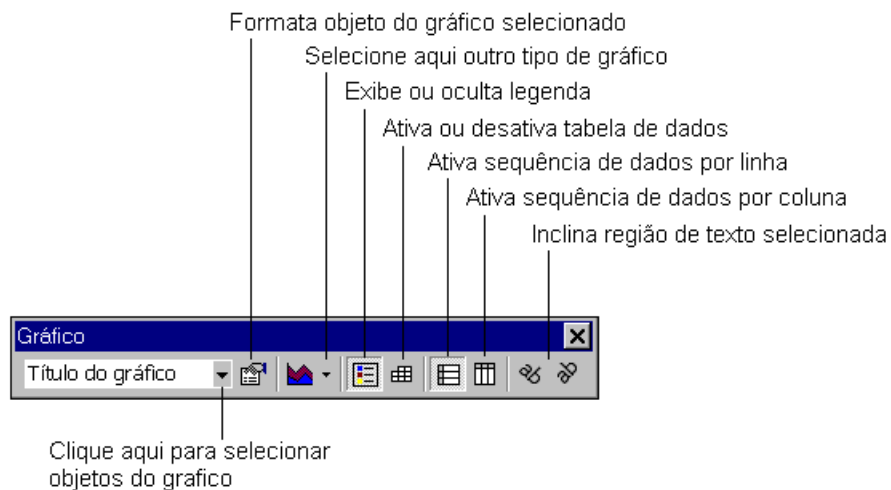 Formata objeto do gráfico selecionado
Selecione aqui outro tipo de gráfico
Exibe ou oculta legenda
Ativa ou desativa tabela de dados
Ativa sequência de dados por linha
Ativa sequência de dados por coluna
Inclina região de texto selecionada
Gráfico
Título do gráfico
Clique aqui para selecionar
objetos do grafico